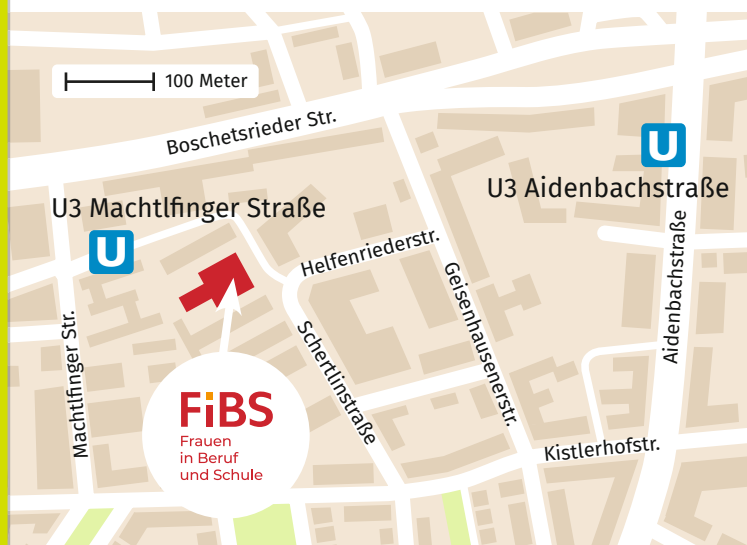 100 Meter
Boschetsrieder Str.
U
U3 Aidenbachstraße
U3 Machtlfinger Straße
U
Helfenriederstr.
Geisenhausenerstr.
Aidenbachstraße
Machtlfinger Str.
Schertlinstraße
FiBS
Frauen
in Beruf
und Schule
Kistlerhofstr.